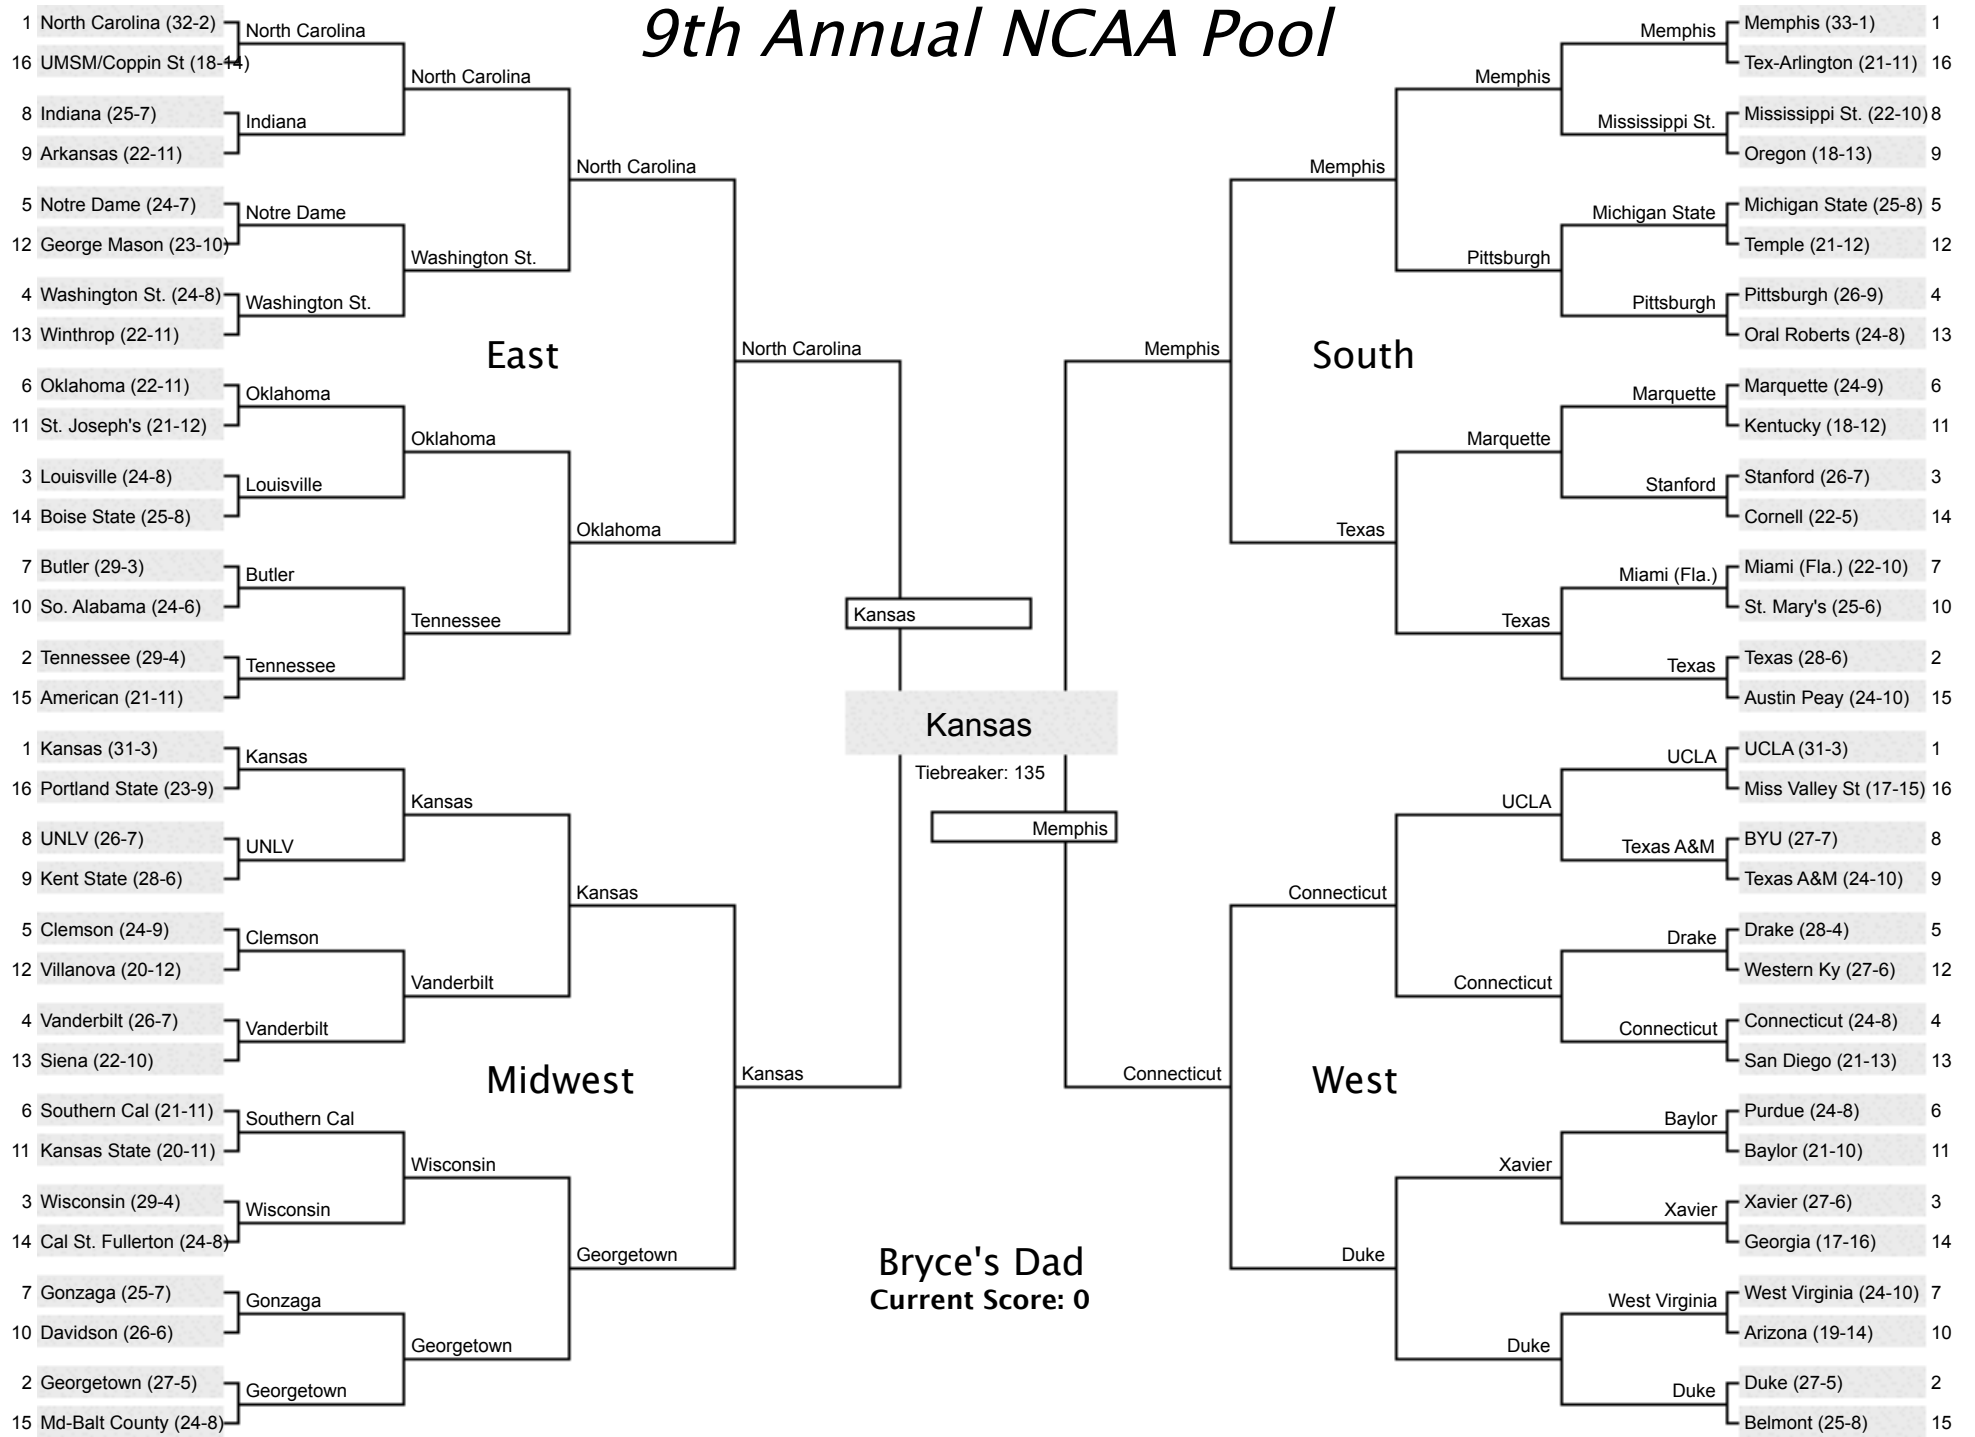 9th Annual NCAA Pool
1 North Carolina (32-2)
16 UMSM/Coppin St (18-14)
8 Indiana (25-7)
9 Arkansas (22-11)
5 Notre Dame (24-7)
12 George Mason (23-10)
4 Washington St. (24-8)
13 Winthrop (22-11)
6 Oklahoma (22-11)
11 St. Joseph's (21-12)
3 Louisville (24-8)
14 Boise State (25-8)
7 Butler (29-3)
10 So. Alabama (24-6)
2 Tennessee (29-4)
15 American (21-11)
North Carolina
Indiana
Notre Dame
Washington St.
Oklahoma
Louisville
Butler
Tennessee
North Carolina
Washington St.
Oklahoma
Tennessee
North Carolina
Oklahoma
East
North Carolina
1 Kansas (31-3)
16 Portland State (23-9)
8 UNLV (26-7)
9 Kent State (28-6)
5 Clemson (24-9)
12 Villanova (20-12)
4 Vanderbilt (26-7)
13 Siena (22-10)
6 Southern Cal (21-11)
11 Kansas State (20-11)
3 Wisconsin (29-4)
14 Cal St. Fullerton (24-8)
7 Gonzaga (25-7)
10 Davidson (26-6)
2 Georgetown (27-5)
15 Md-Balt County (24-8)
Kansas
UNLV
Clemson
Vanderbilt
Southern Cal
Wisconsin
Gonzaga
Georgetown
Kansas
Vanderbilt
Wisconsin
Georgetown
Kansas
Georgetown
Midwest
Kansas
Kansas
Kansas
Tiebreaker: 135
Memphis
Bryce's Dad
Current Score: 0
Memphis
South
Memphis
Texas
Memphis
Pittsburgh
Marquette
Texas
Memphis
Mississippi St.
Michigan State
Pittsburgh
Marquette
Stanford
Miami (Fla.)
Texas
Memphis (33-1) 1
Tex-Arlington (21-11) 16
Mississippi St. (22-10) 8
Oregon (18-13) 9
Michigan State (25-8) 5
Temple (21-12) 12
Pittsburgh (26-9) 4
Oral Roberts (24-8) 13
Marquette (24-9) 6
Kentucky (18-12) 11
Stanford (26-7) 3
Cornell (22-5) 14
Miami (Fla.) (22-10) 7
St. Mary's (25-6) 10
Texas (28-6) 2
Austin Peay (24-10) 15
Connecticut
West
Connecticut
Duke
UCLA
Connecticut
Xavier
Duke
UCLA
Texas A&M
Drake
Connecticut
Baylor
Xavier
West Virginia
Duke
UCLA (31-3) 1
Miss Valley St (17-15) 16
BYU (27-7) 8
Texas A&M (24-10) 9
Drake (28-4) 5
Western Ky (27-6) 12
Connecticut (24-8) 4
San Diego (21-13) 13
Purdue (24-8) 6
Baylor (21-10) 11
Xavier (27-6) 3
Georgia (17-16) 14
West Virginia (24-10) 7
Arizona (19-14) 10
Duke (27-5) 2
Belmont (25-8) 15